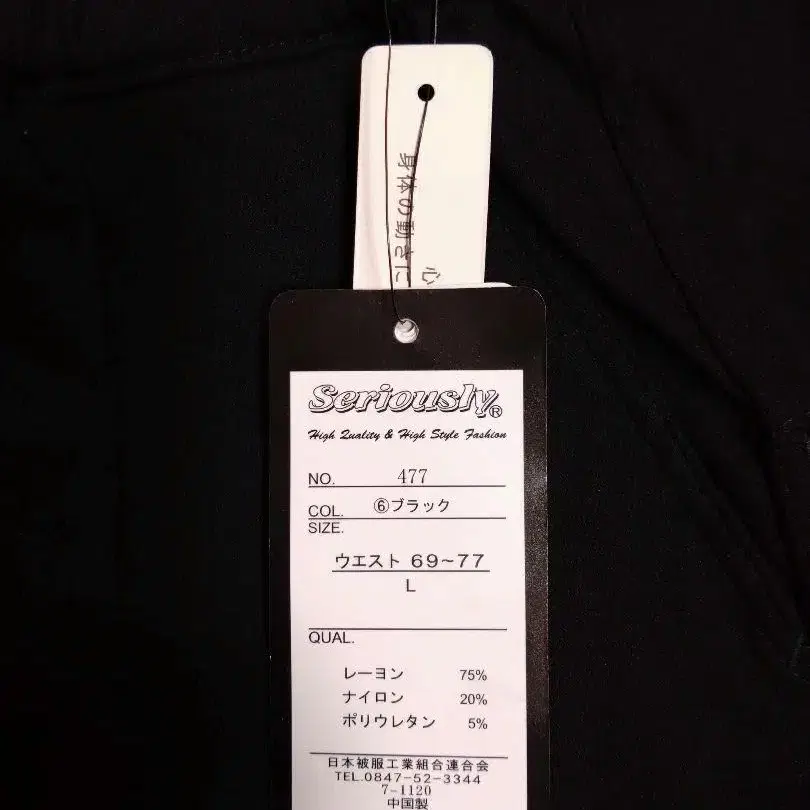 身体の動きに
心
Seriously®
High Quality & High Style Fashion
NO. 477
COL. ⑥ブラック
SIZE.
ウエスト 69~77
L
QUAL.
レーヨン 75%
ナイロン 20%
ポリウレタン 5%
日本被服工業組合連合会
TEL.0847-52-3344
7-1120
中国製